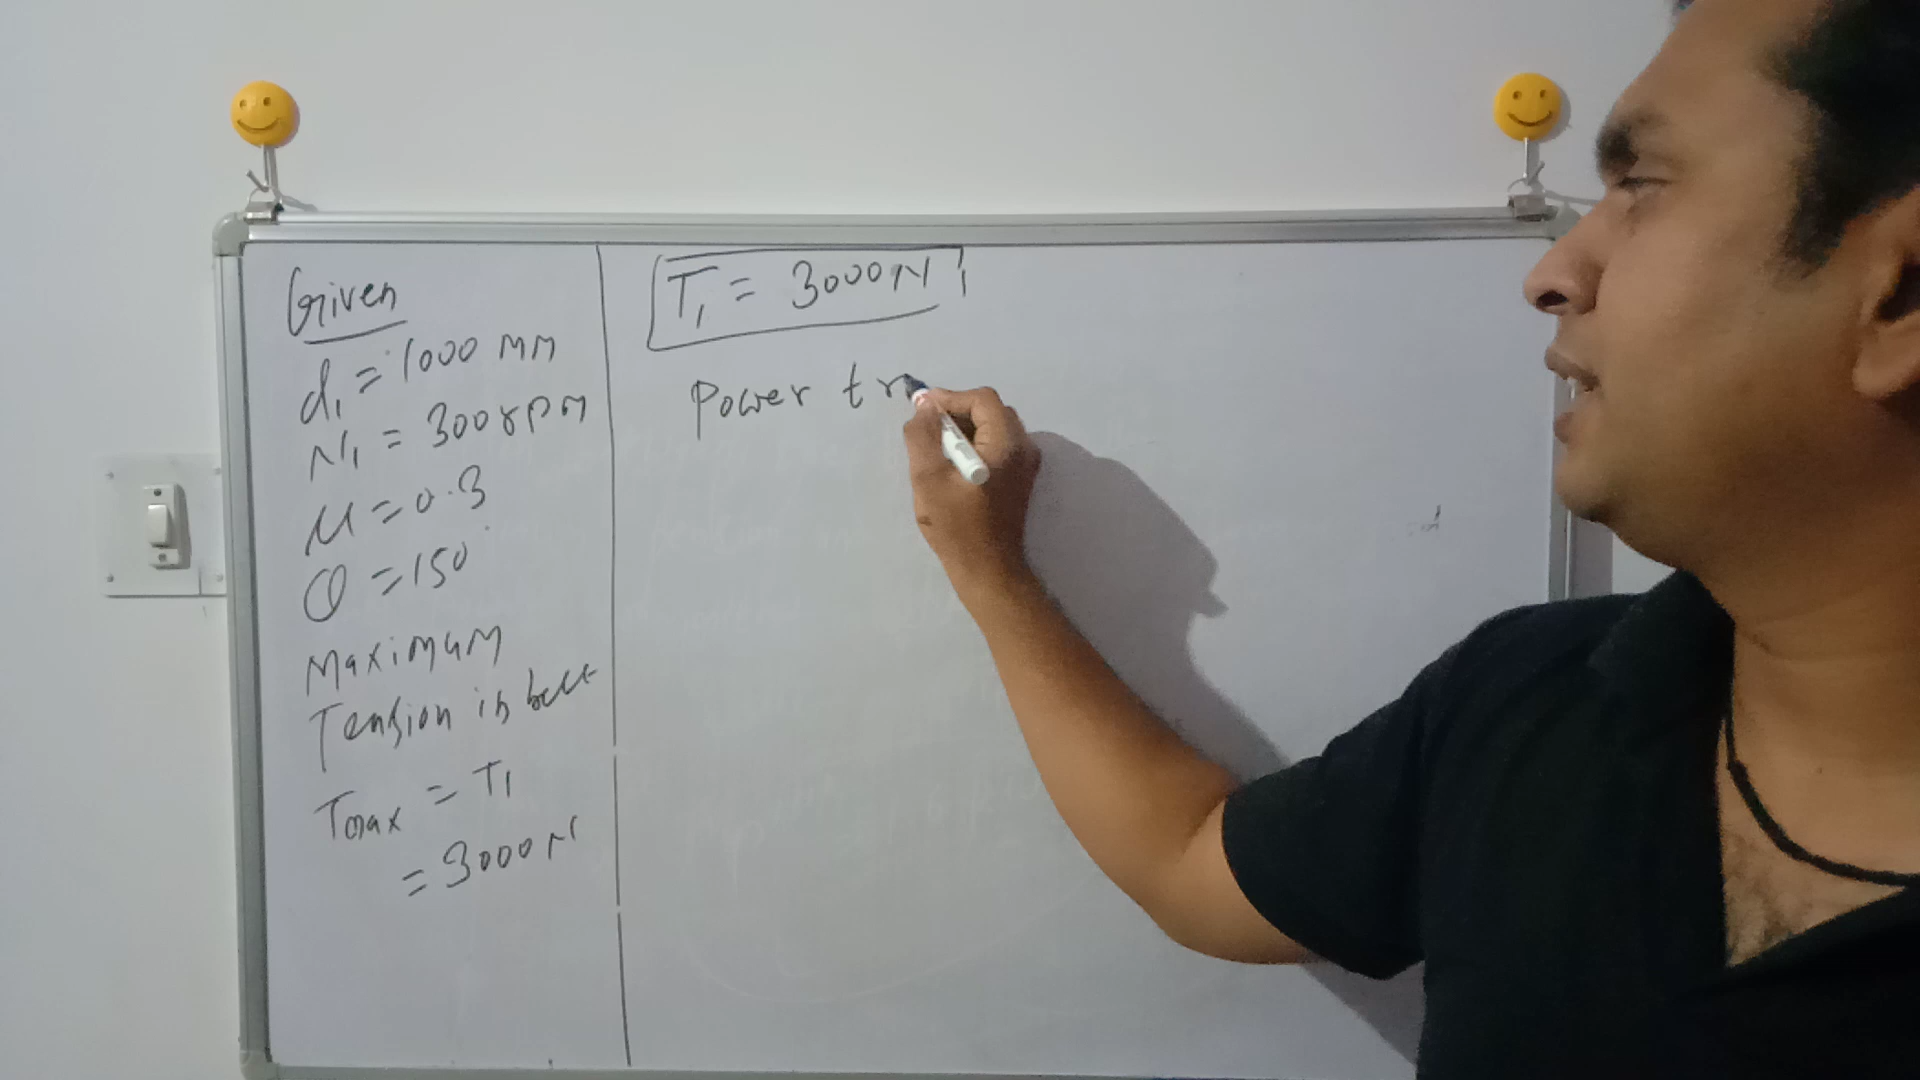 Given
d₁ = 1000 mm
N₁ = 300 rpm
μ = 0.3
θ = 150°
Maximum
Tension in belt
Tmax = T₁
= 3000 N
T₁ = 3000 N
Power tr